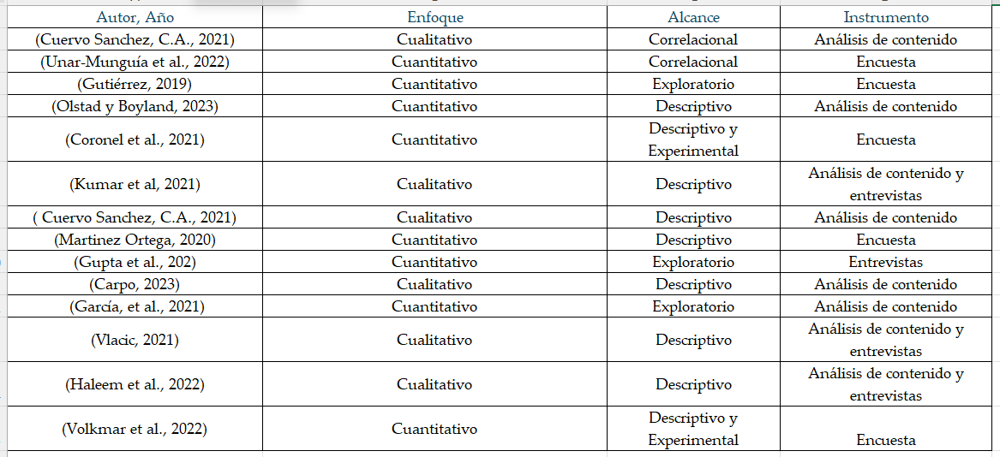 Autor, Año Enfoque Alcance Instrumento
(Cuervo Sanchez, C.A., 2021) Cualitativo Correlacional Análisis de contenido
(Unar-Munguía et al., 2022) Cuantitativo Correlacional Encuesta
(Gutiérrez, 2019) Cuantitativo Exploratorio Encuesta
(Olstad y Boyland, 2023) Cuantitativo Descriptivo Análisis de contenido
(Coronel et al., 2021) Cuantitativo Descriptivo y
Experimental Encuesta
(Kumar et al, 2021) Cualitativo Descriptivo Análisis de contenido y
entrevistas
( Cuervo Sanchez, C.A., 2021) Cualitativo Descriptivo Análisis de contenido
(Martinez Ortega, 2020) Cuantitativo Descriptivo Encuesta
(Gupta et al., 202) Cuantitativo Exploratorio Entrevistas
(Carpo, 2023) Cualitativo Descriptivo Análisis de contenido
(García, et al., 2021) Cuantitativo Exploratorio Análisis de contenido
(Vlacic, 2021) Cualitativo Descriptivo Análisis de contenido y
entrevistas
(Haleem et al., 2022) Cualitativo Descriptivo Análisis de contenido y
entrevistas
(Volkmar et al., 2022) Cuantitativo Descriptivo y
Experimental Encuesta